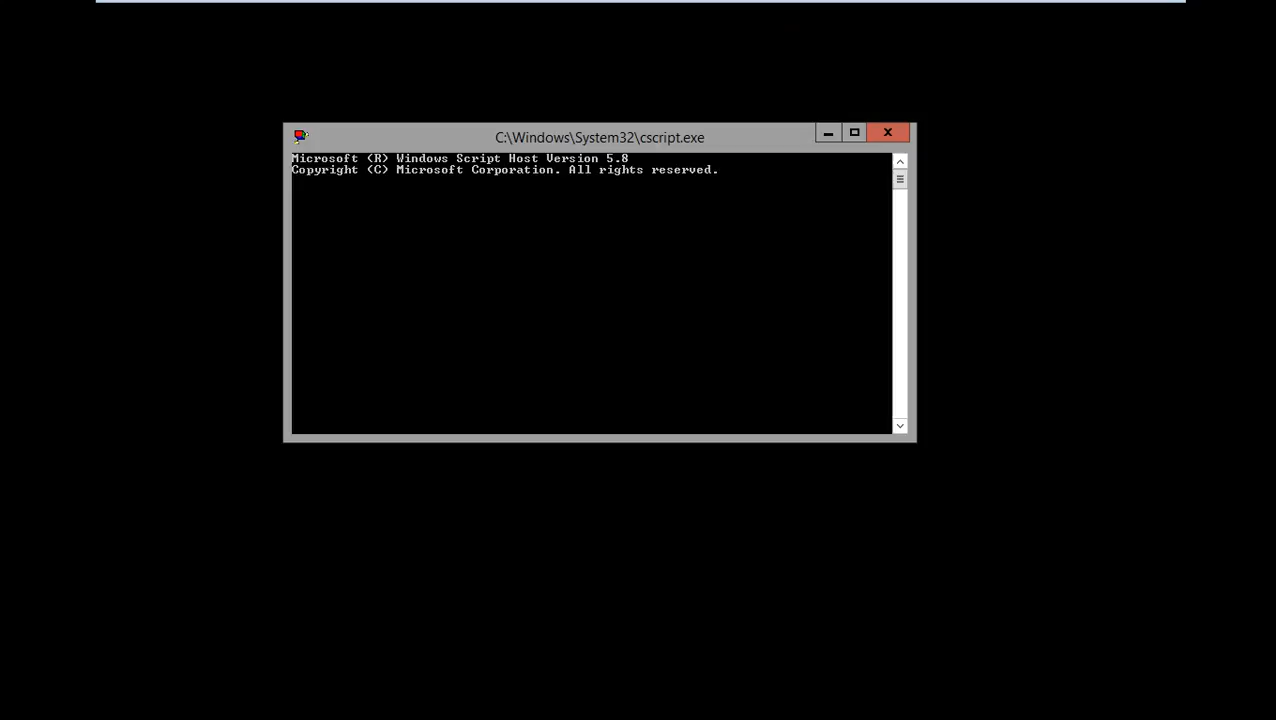 C:\Windows\System32\cscript.exe
Microsoft (R) Windows Script Host Version 5.8
Copyright (C) Microsoft Corporation. All rights reserved.